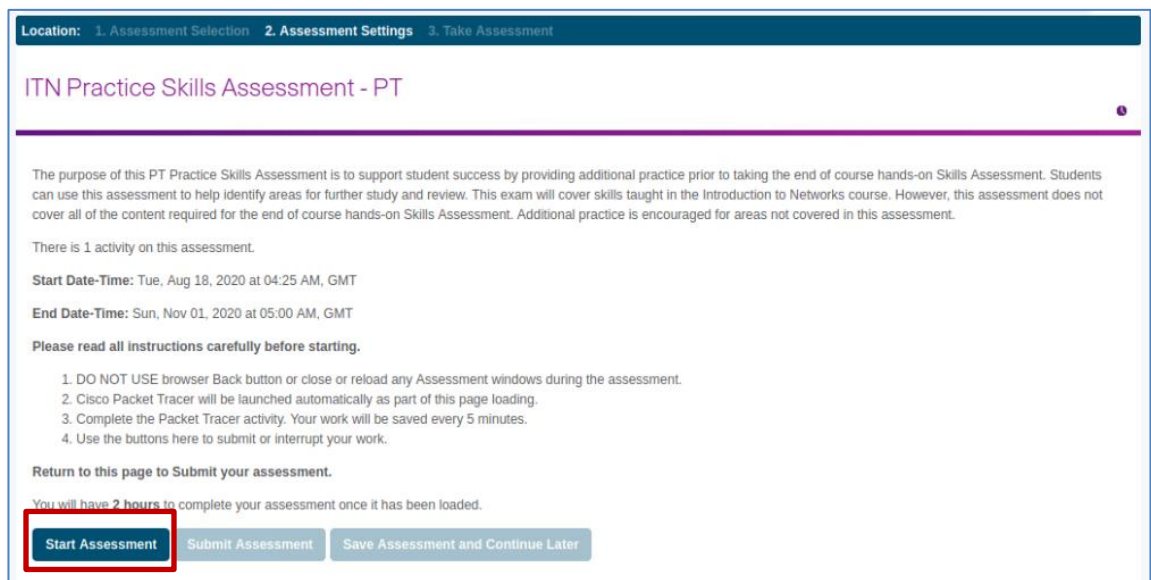 Location: 1. Assessment Selection 2. Assessment Settings 3. Take Assessment
ITN Practice Skills Assessment - PT
The purpose of this PT Practice Skills Assessment is to support student success by providing additional practice prior to taking the end of course hands-on Skills Assessment. Students
can use this assessment to help identify areas for further study and review. This exam will cover skills taught in the Introduction to Networks course. However, this assessment does not
cover all of the content required for the end of course hands-on Skills Assessment. Additional practice is encouraged for areas not covered in this assessment.
There is 1 activity on this assessment.
Start Date-Time: Tue, Aug 18, 2020 at 04:25 AM, GMT
End Date-Time: Sun, Nov 01, 2020 at 05:00 AM, GMT
Please read all instructions carefully before starting.
1. DO NOT USE browser Back button or close or reload any Assessment windows during the assessment.
2. Cisco Packet Tracer will be launched automatically as part of this page loading.
3. Complete the Packet Tracer activity. Your work will be saved every 5 minutes.
4. Use the buttons here to submit or interrupt your work.
Return to this page to Submit your assessment.
You will have 2 hours to complete your assessment once it has been loaded.
Start Assessment Submit Assessment Save Assessment and Continue Later